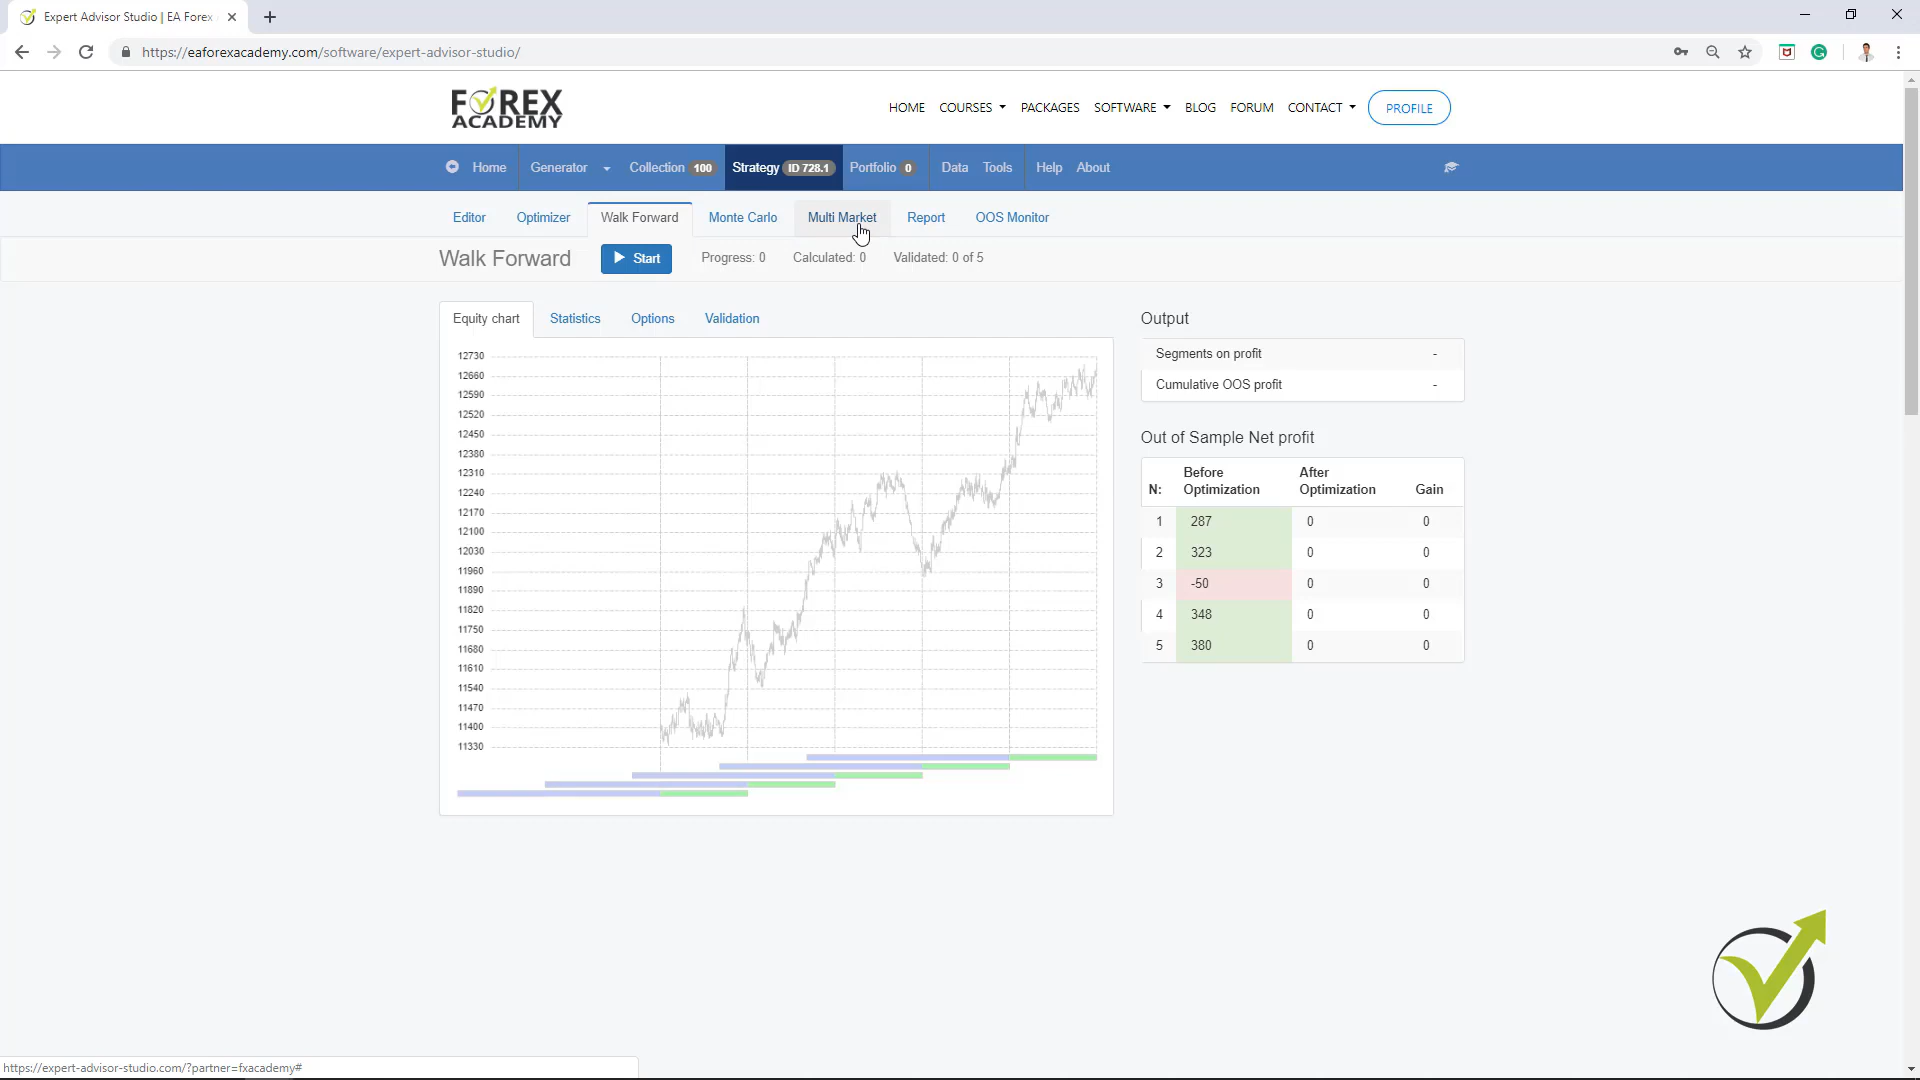 Expert Advisor Studio | EA Forex
https://eaforexacademy.com/software/expert-advisor-studio/
FOREX
ACADEMY
HOME COURSES PACKAGES SOFTWARE BLOG FORUM CONTACT PROFILE
Home Generator Collection 100 Strategy ID 728.1 Portfolio 0 Data Tools Help About
Editor Optimizer Walk Forward Monte Carlo Multi Market Report OOS Monitor
Walk Forward Start Progress: 0 Calculated: 0 Validated: 0 of 5
Equity chart Statistics Options Validation
12730
12660
12590
12520
12450
12380
12310
12240
12170
12100
12030
11960
11890
11820
11750
11680
11610
11540
11470
11400
11330
Output
Segments on profit -
Cumulative OOS profit -
Out of Sample Net profit
N: Before Optimization After Optimization Gain
1 287 0 0
2 323 0 0
3 -50 0 0
4 348 0 0
5 380 0 0
https://expert-advisor-studio.com/?partner=fxacademy#